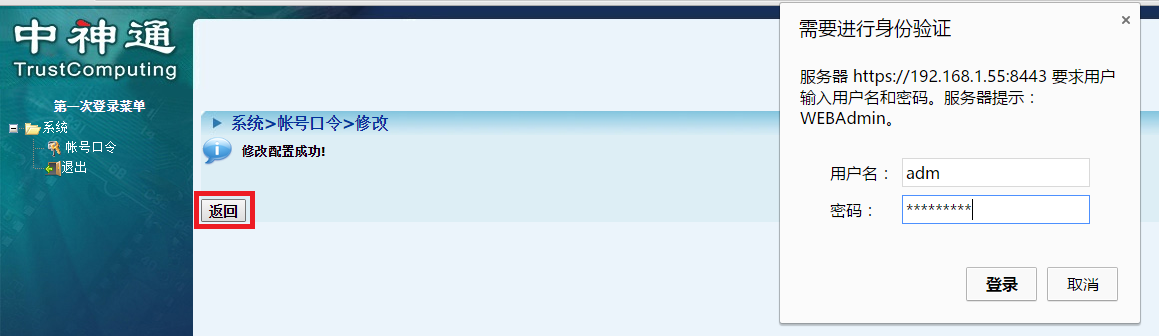 中神通
TrustComputing
第一次登录菜单
系统
帐号口令
退出
系统>帐号口令>修改
修改配置成功!
返回
需要进行身份验证
×
服务器 https://192.168.1.55:8443 要求用户
输入用户名和密码。服务器提示：
WEBAdmin。
用户名： adm
密码： *********
登录 取消